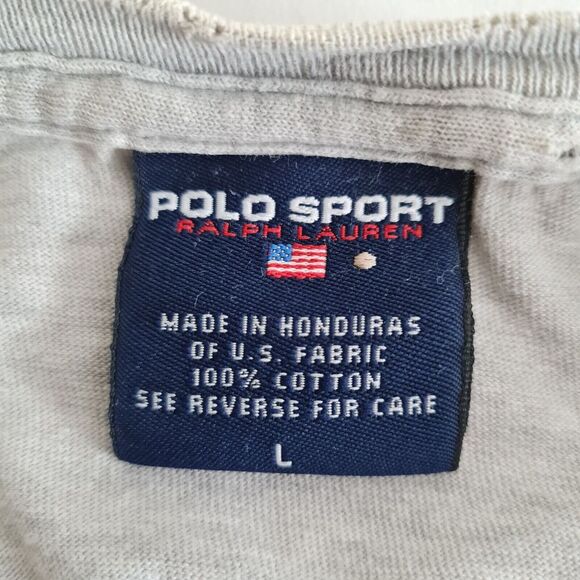 POLO SPORT
RALPH LAUREN
MADE IN HONDURAS
OF U.S. FABRIC
100% COTTON
SEE REVERSE FOR CARE
L